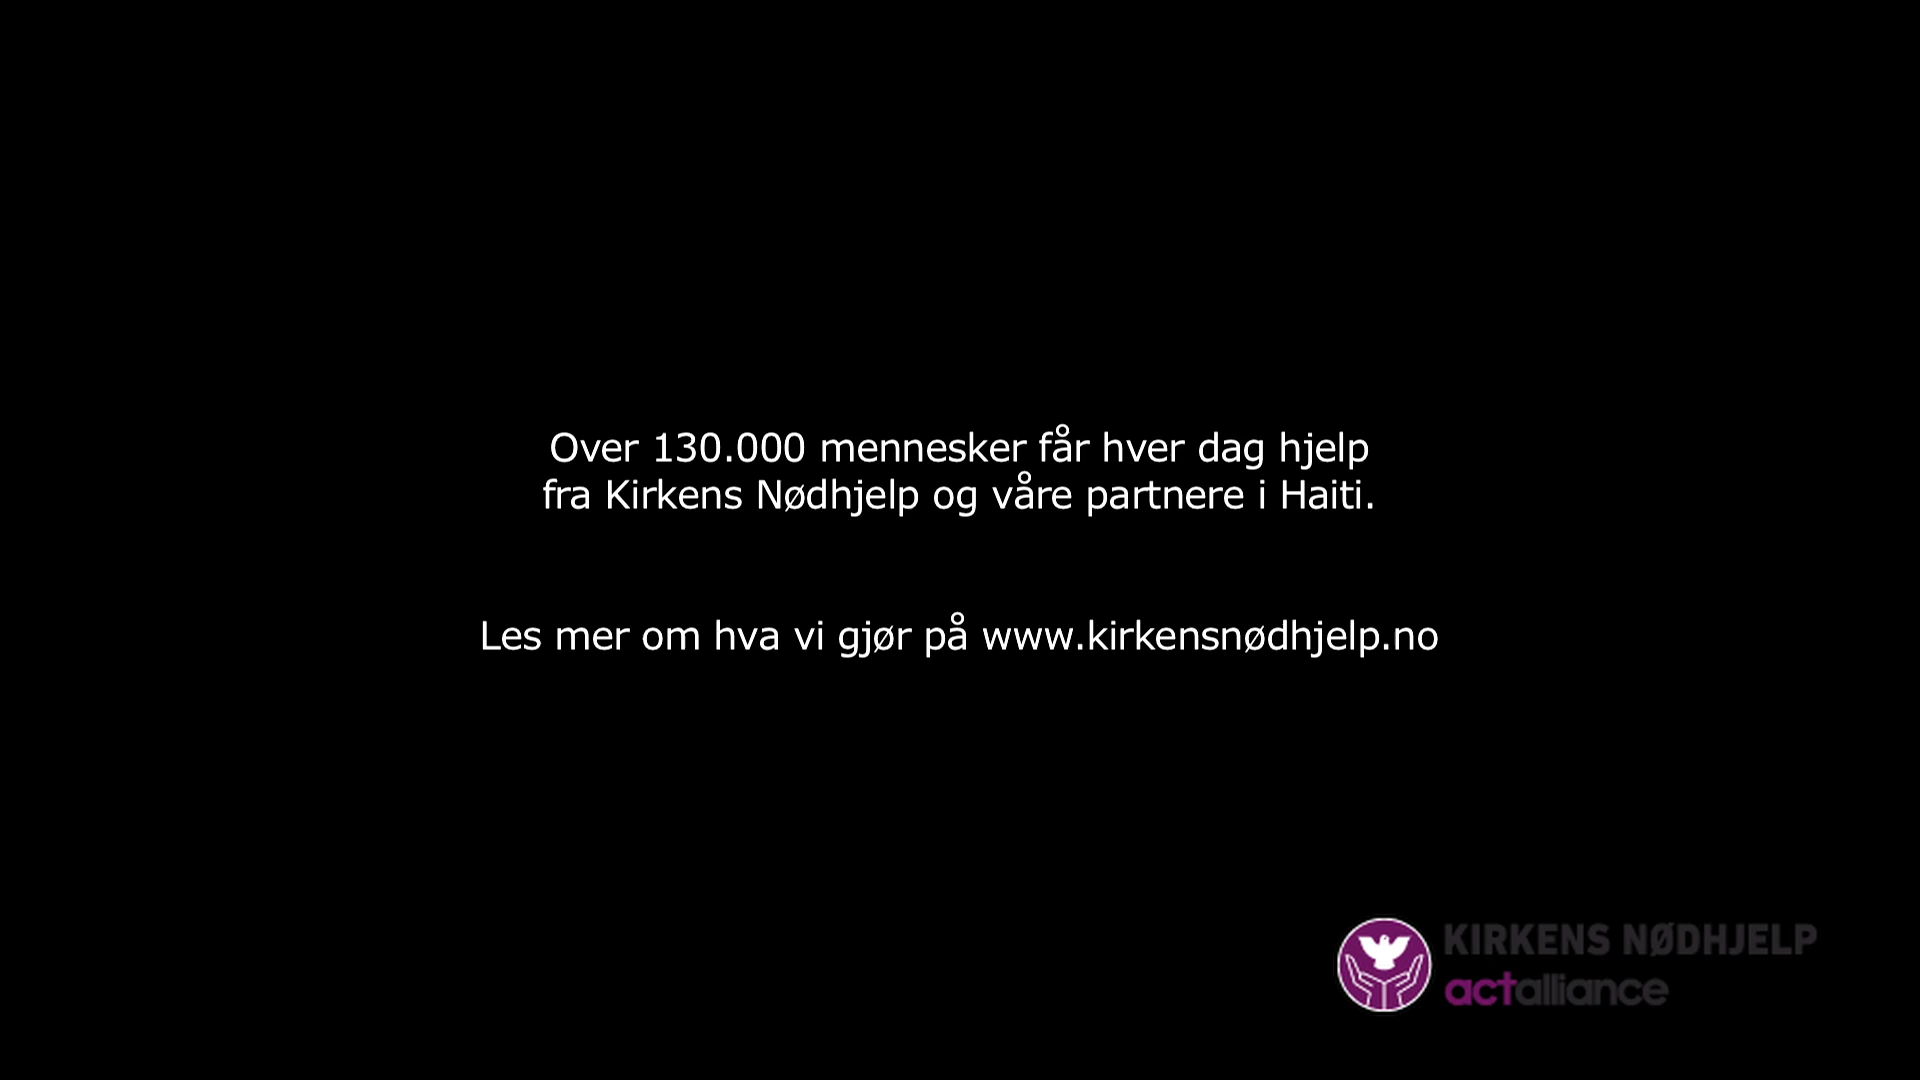 Over 130.000 mennesker får hver dag hjelp
fra Kirkens Nødhjelp og våre partnere i Haiti.
Les mer om hva vi gjør på www.kirkensnødhjelp.no
KIRKENS NØDHJELP
actalliance